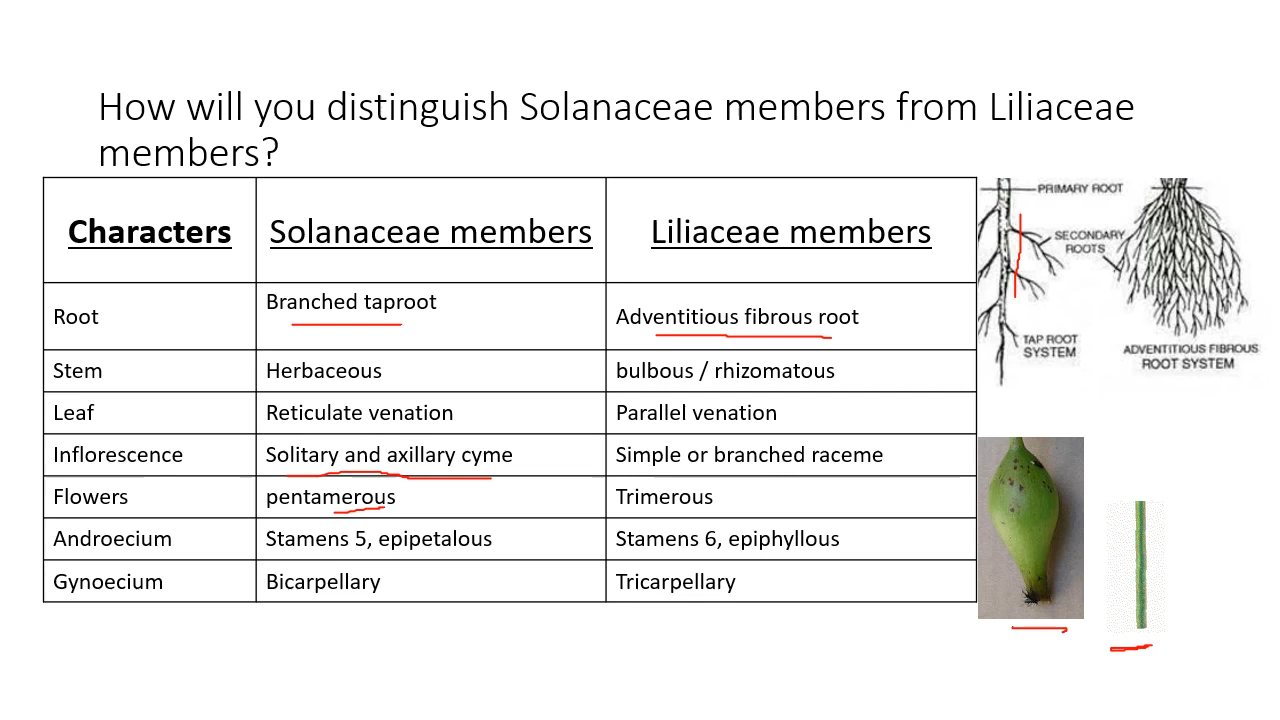 How will you distinguish Solanaceae members from Liliaceae
members?
Characters Solanaceae members Liliaceae members
Root Branched taproot Adventitious fibrous root
Stem Herbaceous bulbous / rhizomatous
Leaf Reticulate venation Parallel venation
Inflorescence Solitary and axillary cyme Simple or branched raceme
Flowers pentamerous Trimerous
Androecium Stamens 5, epipetalous Stamens 6, epiphyllous
Gynoecium Bicarpellary Tricarpellary
PRIMARY ROOT
SECONDARY
ROOTS
TAP ROOT
SYSTEM
ADVENTITIOUS FIBROUS
ROOT SYSTEM